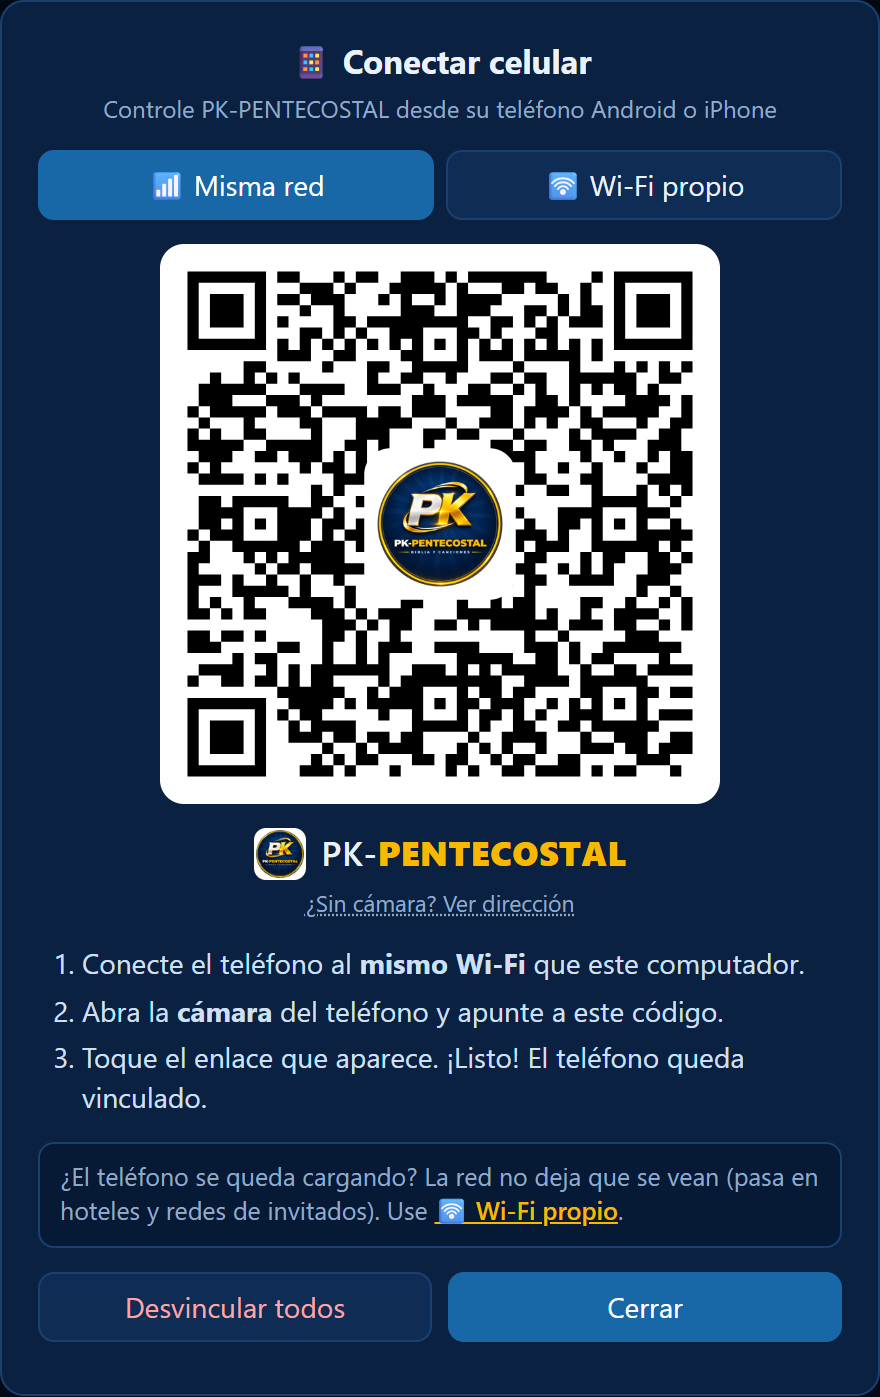 Conectar celular
Controle PK-PENTECOSTAL desde su teléfono Android o iPhone
Misma red
Wi-Fi propio
PK
PK-PENTECOSTAL
BIBLIA Y CANCIONES
PK-PENTECOSTAL
¿Sin cámara? Ver dirección
1. Conecte el teléfono al mismo Wi-Fi que este computador.
2. Abra la cámara del teléfono y apunte a este código.
3. Toque el enlace que aparece. ¡Listo! El teléfono queda
vinculado.
¿El teléfono se queda cargando? La red no deja que se vean (pasa en
hoteles y redes de invitados). Use Wi-Fi propio.
Desvincular todos
Cerrar